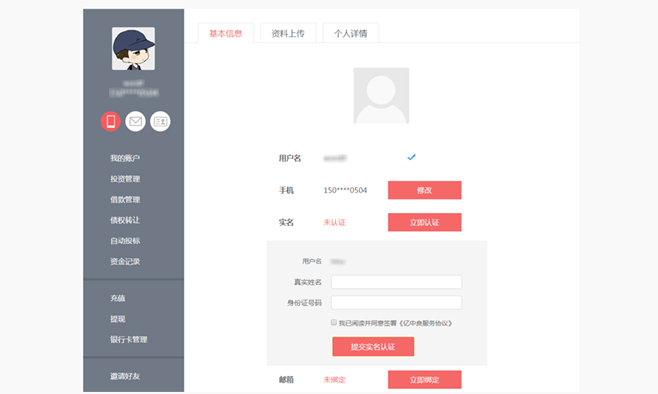 基本信息
资料上传
个人详情
我的账户
投资管理
借款管理
债权转让
自动投标
资金记录
充值
提现
银行卡管理
邀请好友
用户名
手机 150****0504 修改
实名 未认证 立即认证
用户名
真实姓名
身份证号码
我已阅读并同意签署《亿中鼎服务协议》
提交实名认证
邮箱 未绑定 立即绑定